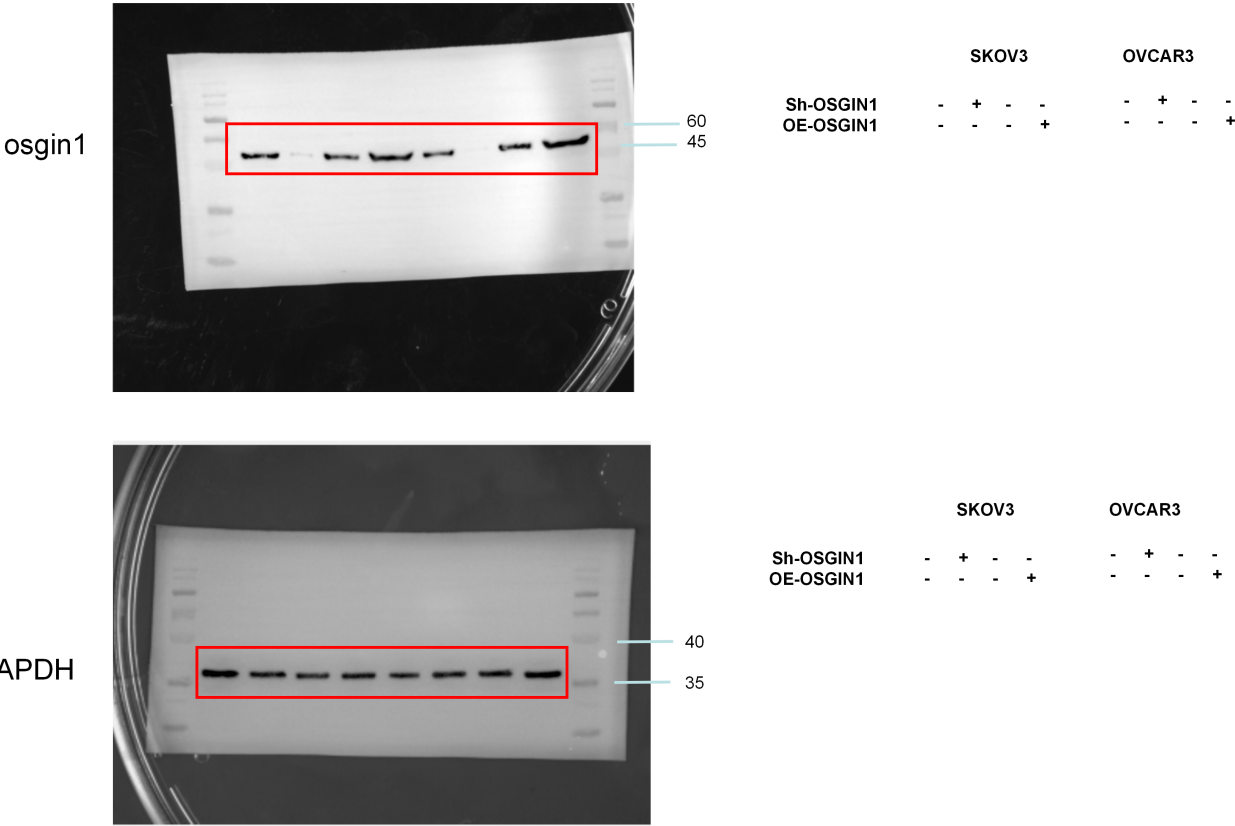 SKOV3 OVCAR3
Sh-OSGIN1 - + - - - + - -
OE-OSGIN1 - - - + - - - +
60
osgin1
45
SKOV3 OVCAR3
Sh-OSGIN1 - + - - - + - -
OE-OSGIN1 - - - + - - - +
40
APDH
35